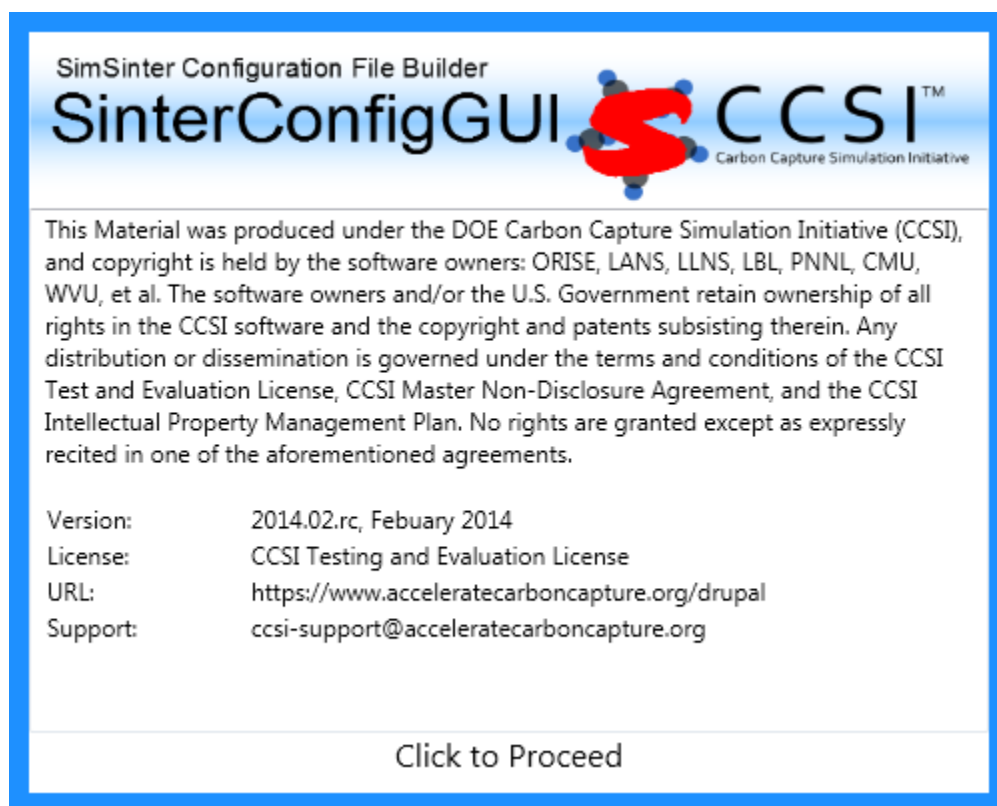 SimSinter Configuration File Builder
SinterConfigGUI
CCSI™
Carbon Capture Simulation Initiative
This Material was produced under the DOE Carbon Capture Simulation Initiative (CCSI),
and copyright is held by the software owners: ORISE, LANS, LLNS, LBL, PNNL, CMU,
WVU, et al. The software owners and/or the U.S. Government retain ownership of all
rights in the CCSI software and the copyright and patents subsisting therein. Any
distribution or dissemination is governed under the terms and conditions of the CCSI
Test and Evaluation License, CCSI Master Non-Disclosure Agreement, and the CCSI
Intellectual Property Management Plan. No rights are granted except as expressly
recited in one of the aforementioned agreements.
Version: 2014.02.rc, Febuary 2014
License: CCSI Testing and Evaluation License
URL: https://www.acceleratecarboncapture.org/drupal
Support: ccsi-support@acceleratecarboncapture.org
Click to Proceed